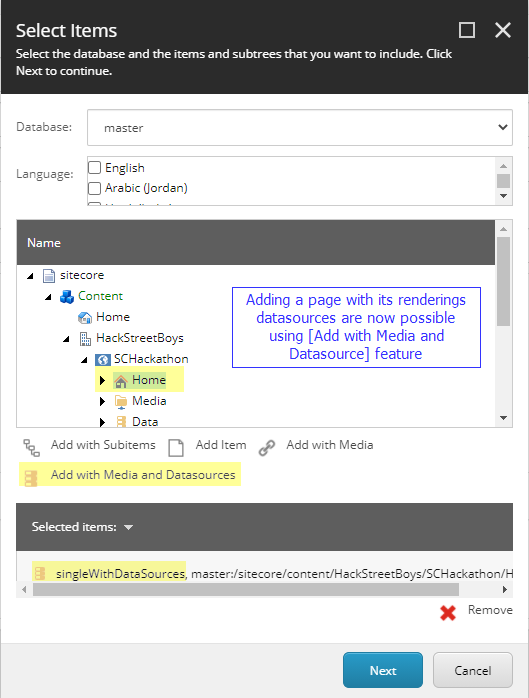 Select Items
Select the database and the items and subtrees that you want to include. Click
Next to continue.
Database:
master
Language:
English
Arabic (Jordan)
Name
sitecore
Content
Home
HackStreetBoys
SCHackathon
Home
Media
Data
Adding a page with its renderings
datasources are now possible
using [Add with Media and
Datasource] feature
Add with Subitems
Add Item
Add with Media
Add with Media and Datasources
Selected items:
singleWithDataSources, master:/sitecore/content/HackStreetBoys/SCHackathon/H
Remove
Next
Cancel